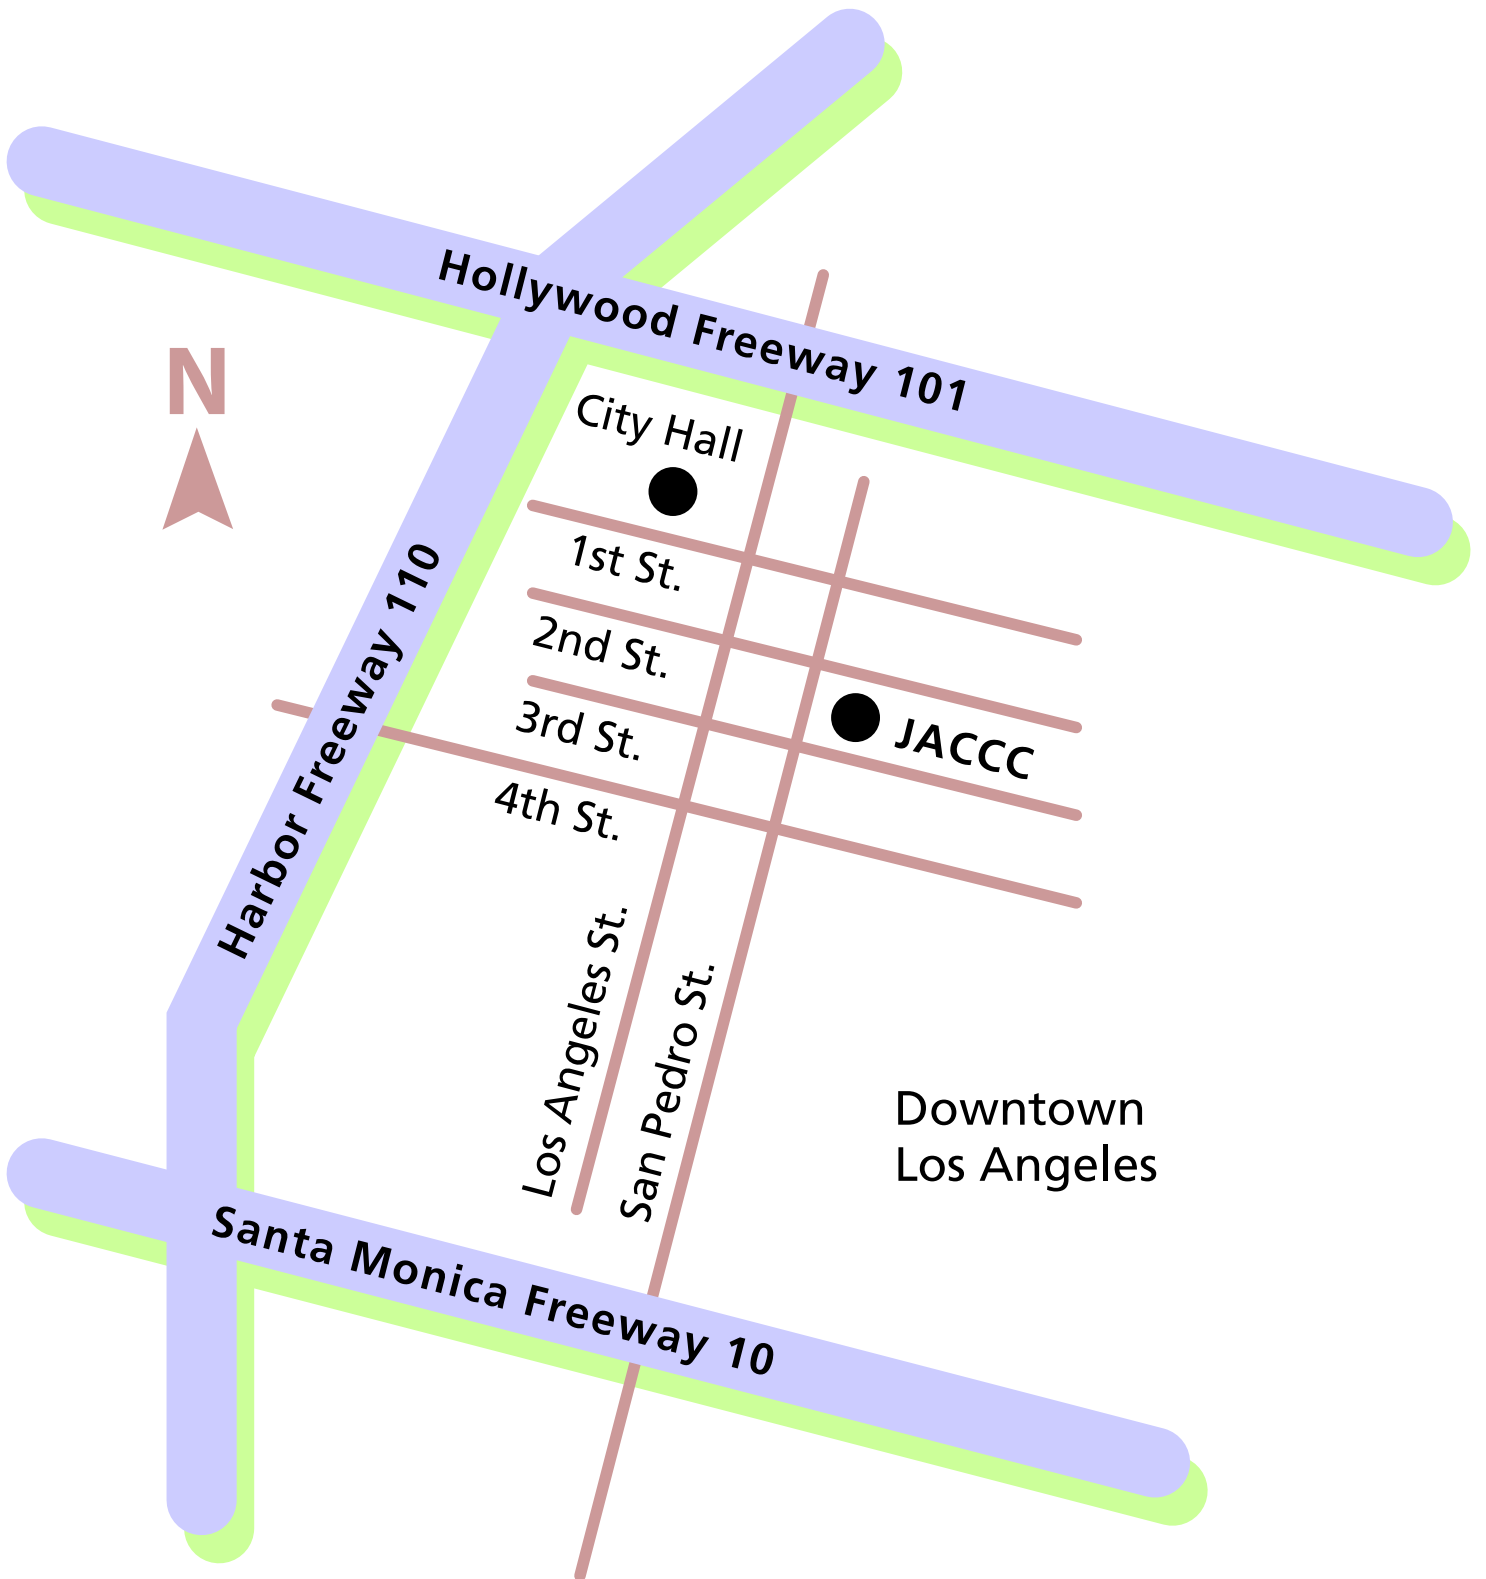 Hollywood Freeway 101
N
City Hall
1st St.
Harbor Freeway 110
2nd St.
3rd St.
JACCC
4th St.
Los Angeles St.
San Pedro St.
Downtown
Los Angeles
Santa Monica Freeway 10